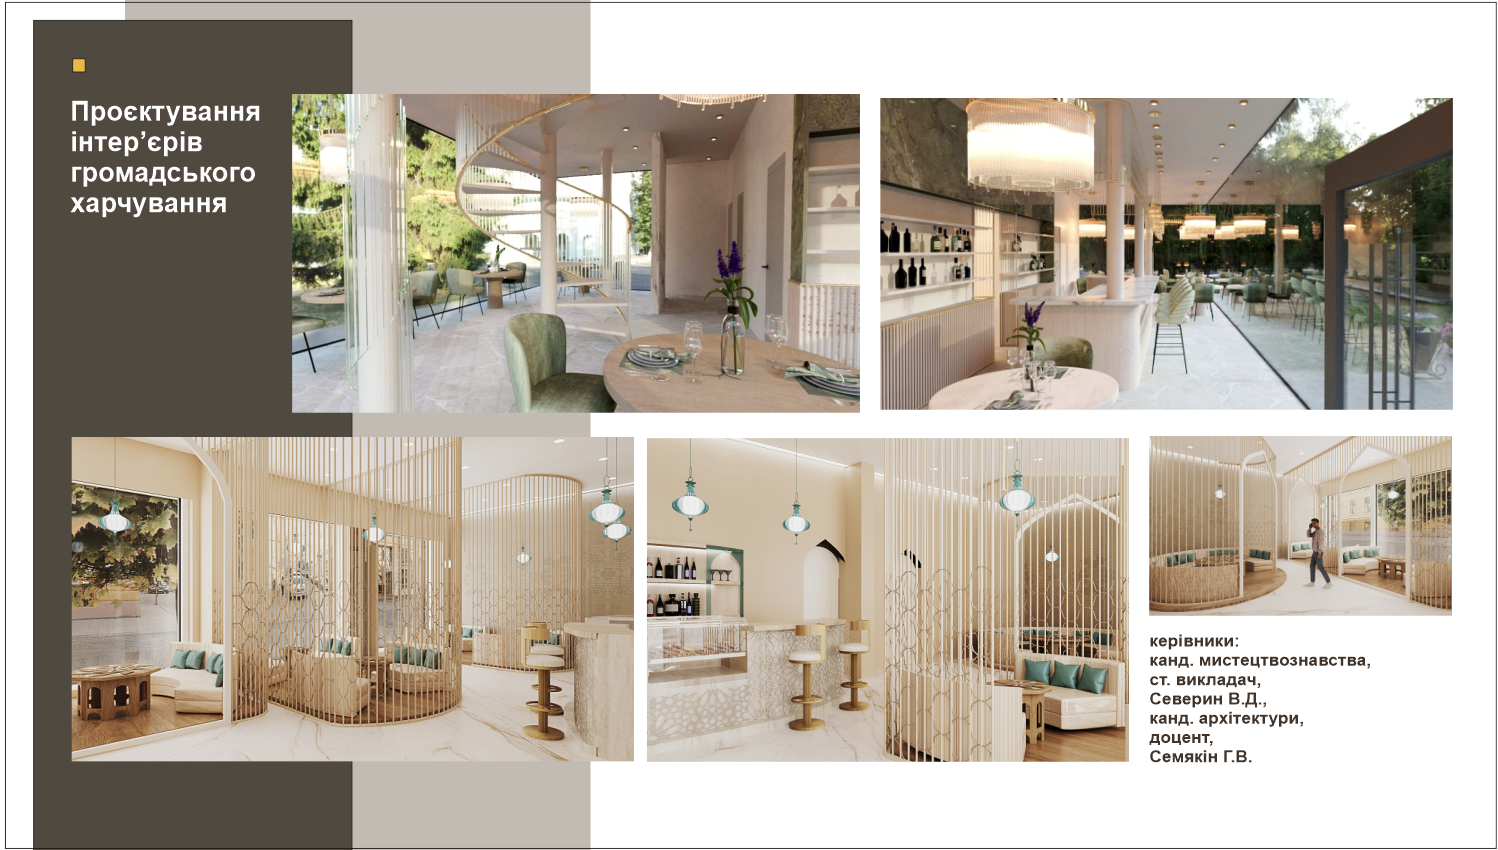 Проєктування
інтер’єрів
громадського
харчування
керівники:
канд. мистецтвознавства,
ст. викладач,
Северин В.Д.,
канд. архітектури,
доцент,
Семякін Г.В.